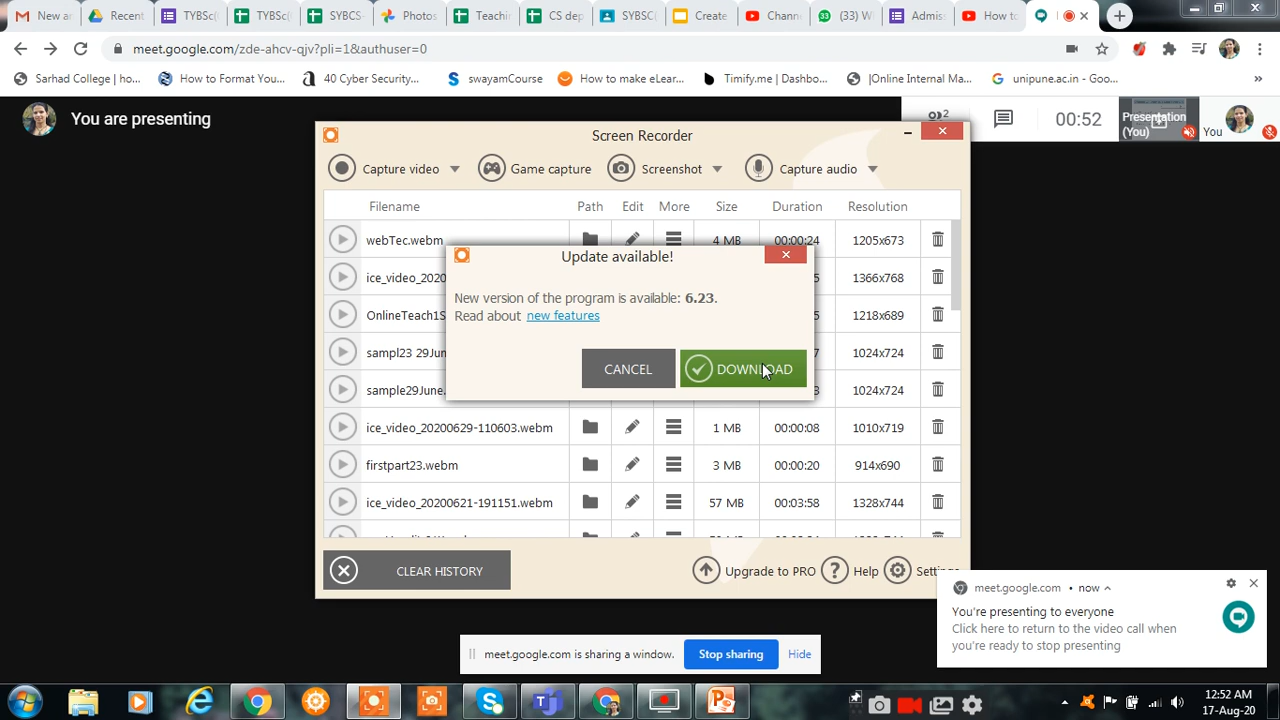 New a
Recent
TYBSc(
TYBSc(
SYBCS-
Photos
Teachi
CS dep
SYBSC(
Create
Chann
(33) W
Admis
How to
meet.google.com/zde-ahcv-qjv?pli=1&authuser=0
Sarhad College | ho...
How to Format You...
40 Cyber Security...
swayamCourse
How to make eLear...
Timify.me | Dashbo...
|Online Internal Ma...
unipune.ac.in - Goo...
»
You are presenting
2
00:52
Presentation
(You)
You
Screen Recorder
Capture video
Game capture
Screenshot
Capture audio
Filename Path Edit More Size Duration Resolution
webTec.webm 4 MB 00:00:24 1205x673
ice_video_2020 5 1366x768
OnlineTeach1S 5 1218x689
sampl23 29Jun 7 1024x724
sample29June. 3 1024x724
ice_video_20200629-110603.webm 1 MB 00:00:08 1010x719
firstpart23.webm 3 MB 00:00:20 914x690
ice_video_20200621-191151.webm 57 MB 00:03:58 1328x744
Update available!
New version of the program is available: 6.23.
Read about new features
CANCEL
DOWNLOAD
CLEAR HISTORY
Upgrade to PRO
Help
Settings
meet.google.com • now
You're presenting to everyone
Click here to return to the video call when
you're ready to stop presenting
meet.google.com is sharing a window.
Stop sharing
Hide
12:52 AM
17-Aug-20